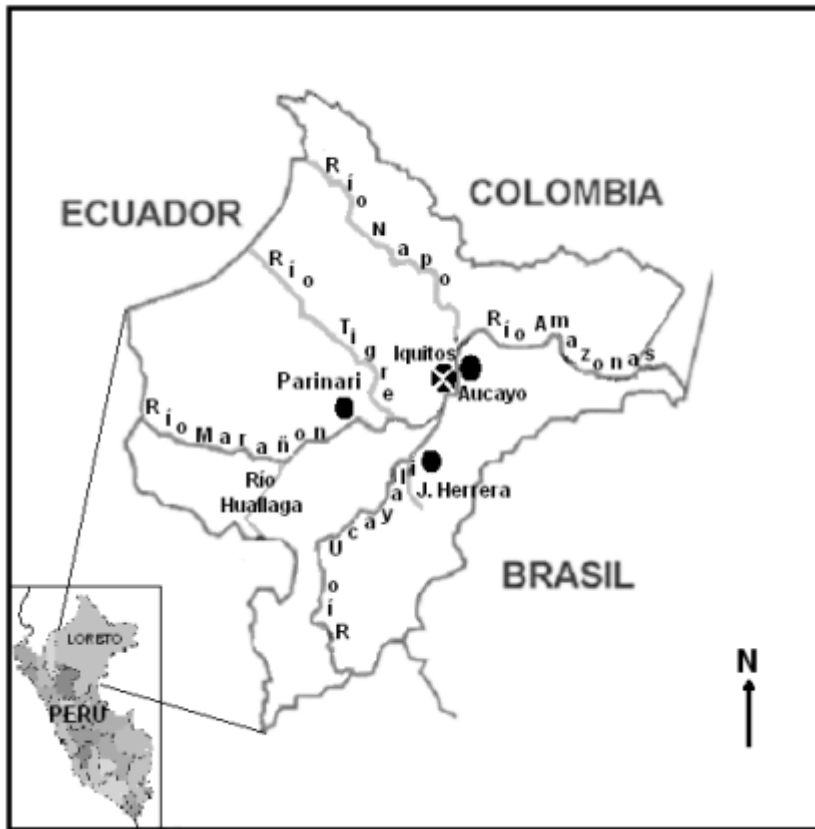 COLOMBIA
ECUADOR
Río Napo
Río Tigre
Río Amazonas
Iquitos
Aucayo
Parinari
Río Marañon
Río
Huallaga
J. Herrera
Río Ucayali
BRASIL
LORETO
PERU
N